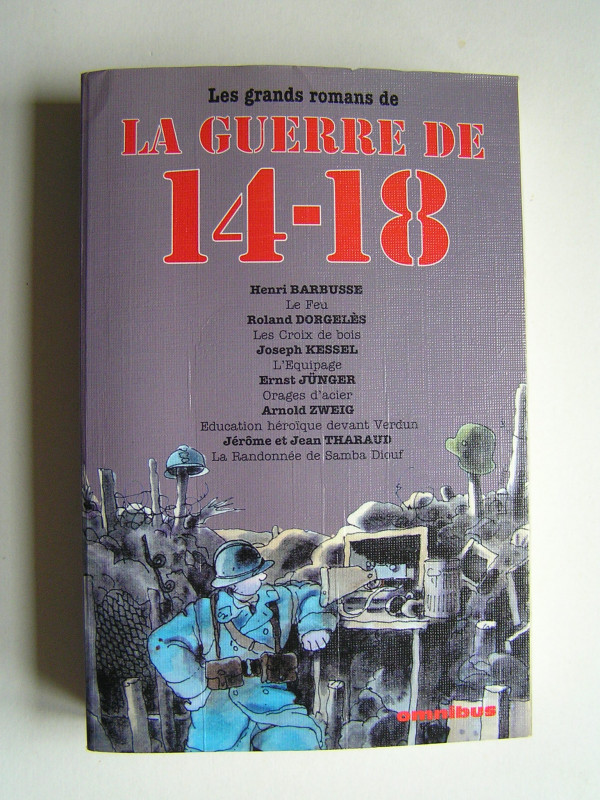 Les grands romans de
LA GUERRE DE
14-18
Henri BARBUSSE
Le Feu
Roland DORGELÈS
Les Croix de bois
Joseph KESSEL
L'Equipage
Ernst JÜNGER
Orages d'acier
Arnold ZWEIG
Education héroïque devant Verdun
Jérôme et Jean THARAUD
La Randonnée de Samba Diouf
omnibus